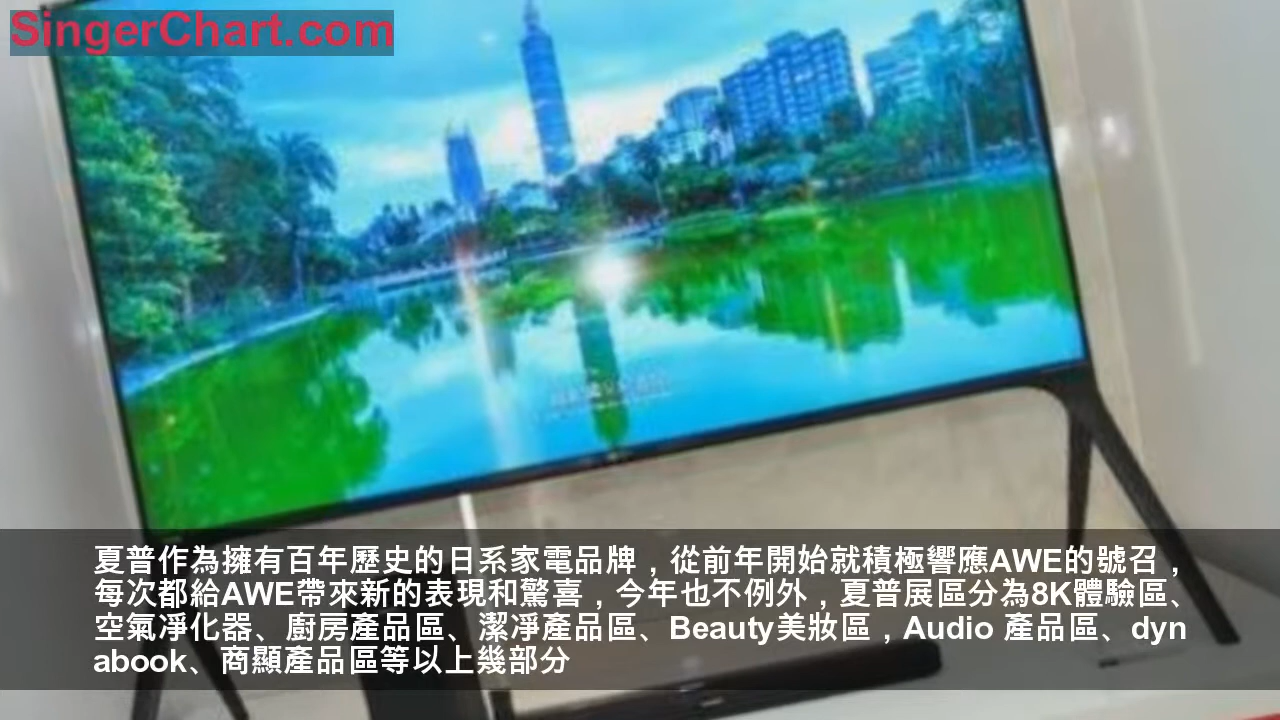 SingerChart.com
夏普作為擁有百年歷史的日系家電品牌，從前年開始就積極響應AWE的號召，
每次都給AWE帶來新的表現和驚喜，今年也不例外，夏普展區分為8K體驗區、
空氣凈化器、廚房產品區、潔凈產品區、Beauty美妝區，Audio 產品區、dyn
abook、商顯產品區等以上幾部分